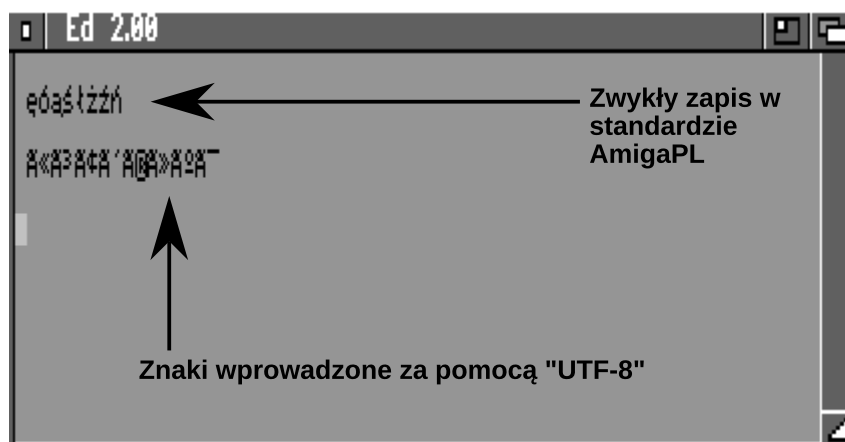 Ed 2.00
ęóąśłżźń
Zwykły zapis w
standardzie
AmigaPL
Znaki wprowadzone za pomocą "UTF-8"